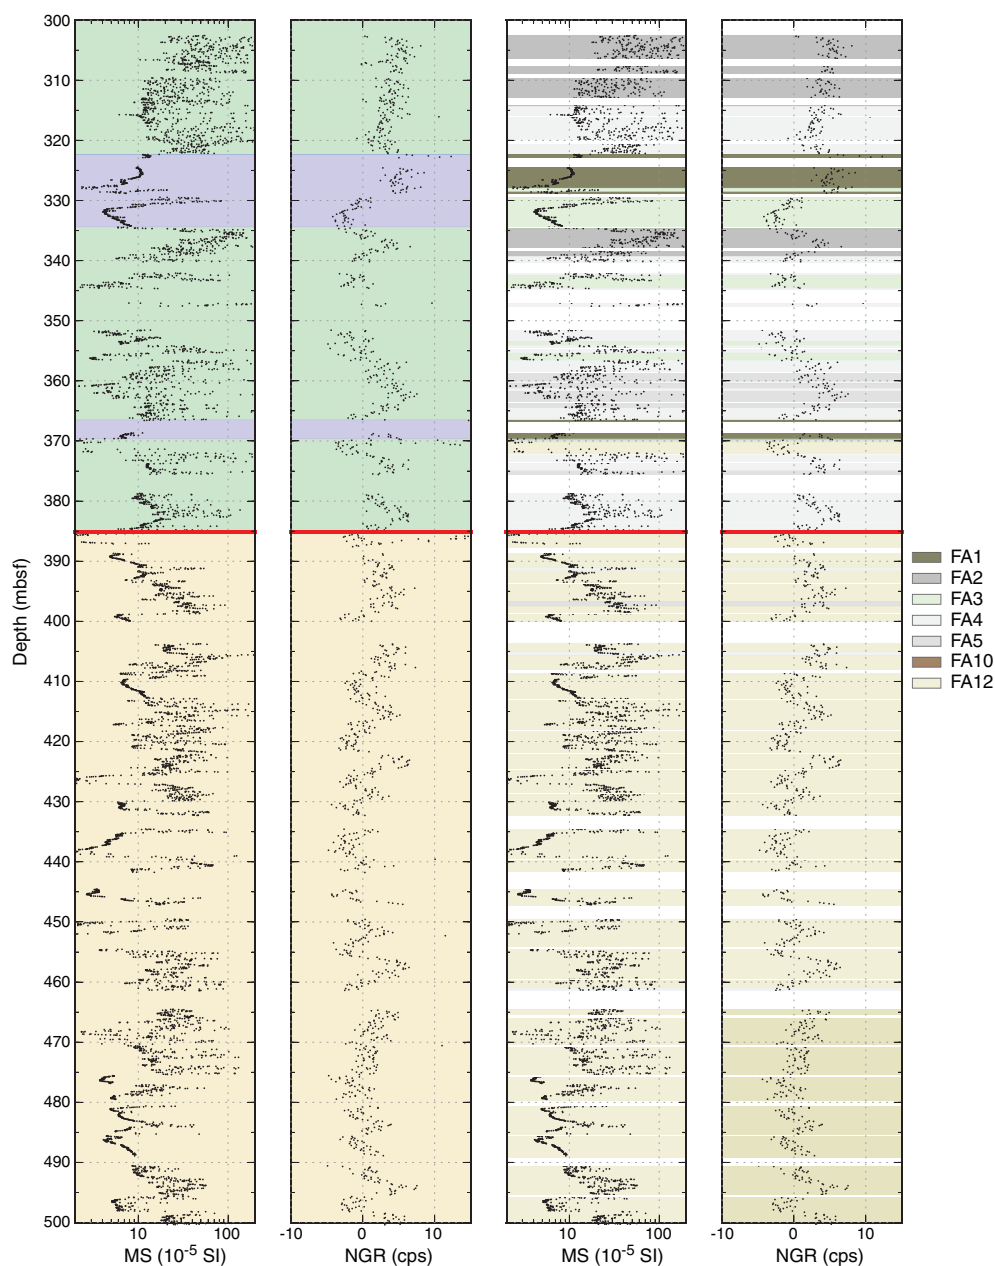 300
310
320
330
340
350
360
370
380
390
400
410
420
430
440
450
460
470
480
490
500
Depth (mbsf)
10 100
MS (10-5 SI)
-10 0 10
NGR (cps)
10 100
MS (10-5 SI)
-10 0 10
NGR (cps)
FA1
FA2
FA3
FA4
FA5
FA10
FA12